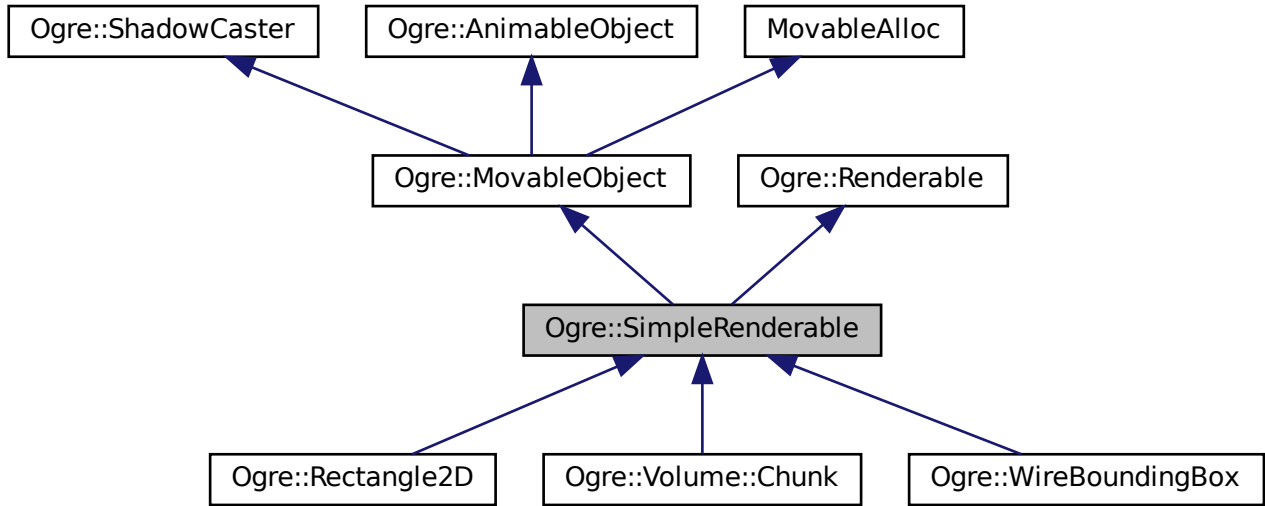 Ogre::ShadowCaster
Ogre::AnimableObject
MovableAlloc
Ogre::MovableObject
Ogre::Renderable
Ogre::SimpleRenderable
Ogre::Rectangle2D
Ogre::Volume::Chunk
Ogre::WireBoundingBox